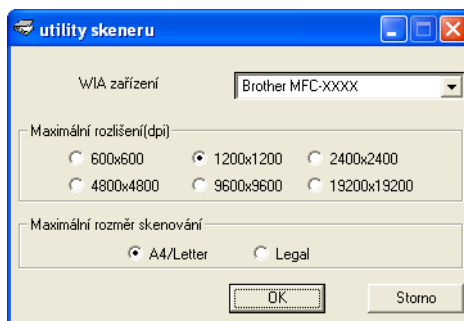 utility skeneru
WIA zařízení
Brother MFC-XXXX
Maximální rozlišení(dpi)
600x600 1200x1200 2400x2400
4800x4800 9600x9600 19200x19200
Maximální rozměr skenování
A4/Letter Legal
OK Storno